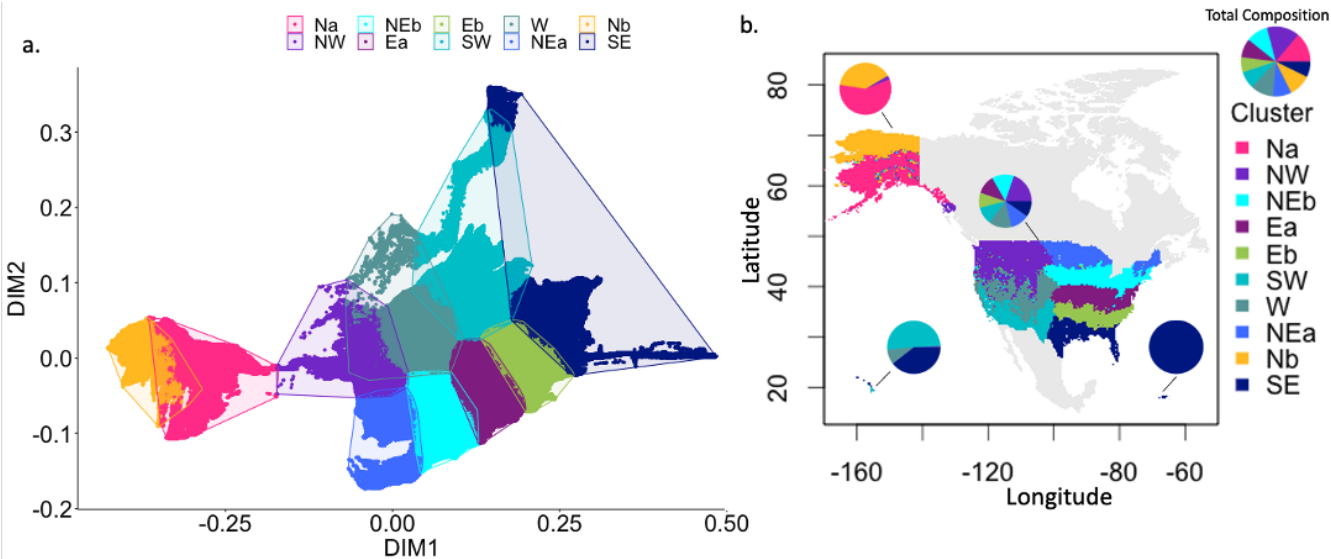 a.
Na NEb Eb W Nb
NW Ea SW NEa SE
DIM2
0.3
0.2
0.1
0.0
-0.1
-0.2
-0.25 0.00 0.25 0.50
DIM1
b.
Total Composition
Latitude
80
60
40
20
-160 -120 -80 -60
Longitude
Cluster
Na
NW
NEb
Ea
Eb
SW
W
NEa
Nb
SE